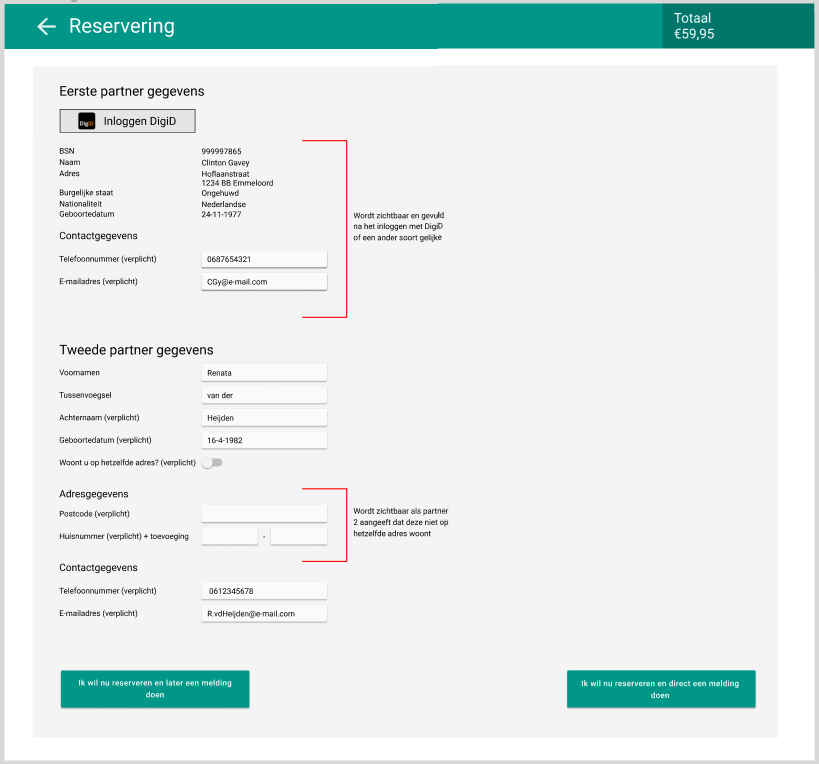 Reservering
Totaal
€59,95
Eerste partner gegevens
DigiD Inloggen DigiD
BSN 999997865
Naam Clinton Gavey
Adres Hoflaanstraat
1234 BB Emmeloord
Burgelijke staat Ongehuwd
Nationaliteit Nederlandse
Geboortedatum 24-11-1977
Wordt zichtbaar en gevuld
na het inloggen met DigiD
of een ander soort gelijke
Contactgegevens
Telefoonnummer (verplicht) 0687654321
E-mailadres (verplicht) CGy@e-mail.com
Tweede partner gegevens
Voornamen Renata
Tussenvoegsel van der
Achternaam (verplicht) Heijden
Geboortedatum (verplicht) 16-4-1982
Woont u op hetzelfde adres? (verplicht)
Adresgegevens
Postcode (verplicht)
Huisnummer (verplicht) + toevoeging -
Wordt zichtbaar als partner
2 aangeeft dat deze niet op
hetzelfde adres woont
Contactgegevens
Telefoonnummer (verplicht) 0612345678
E-mailadres (verplicht) R.vdHeijden@e-mail.com
Ik wil nu reserveren en later een melding
doen
Ik wil nu reserveren en direct een melding
doen